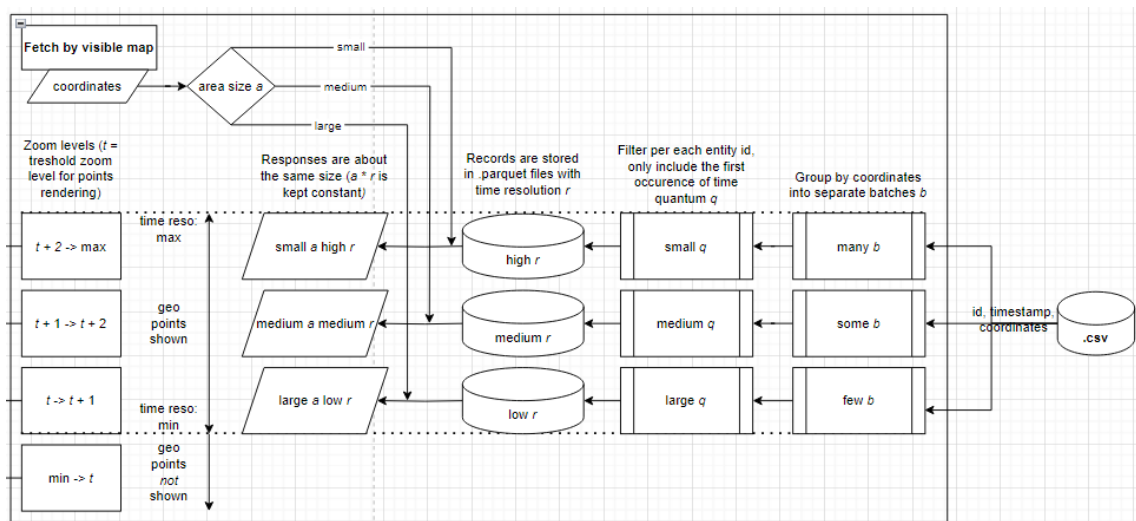 Fetch by visible map
coordinates
area size a
small
medium
large
Zoom levels (t =
treshold zoom
level for points
rendering)
Responses are about
the same size (a * r is
kept constant)
Records are stored
in .parquet files with
time resolution r
Filter per each entity id,
only include the first
occurence of time
quantum q
Group by coordinates
into separate batches b
t + 2 -> max
time reso:
max
small a high r
high r
small q
many b
t + 1 -> t + 2
geo
points
shown
medium a medium r
medium r
medium q
some b
id, timestamp,
coordinates
.csv
t -> t + 1
time reso:
min
large a low r
low r
large q
few b
min -> t
geo
points
not
shown